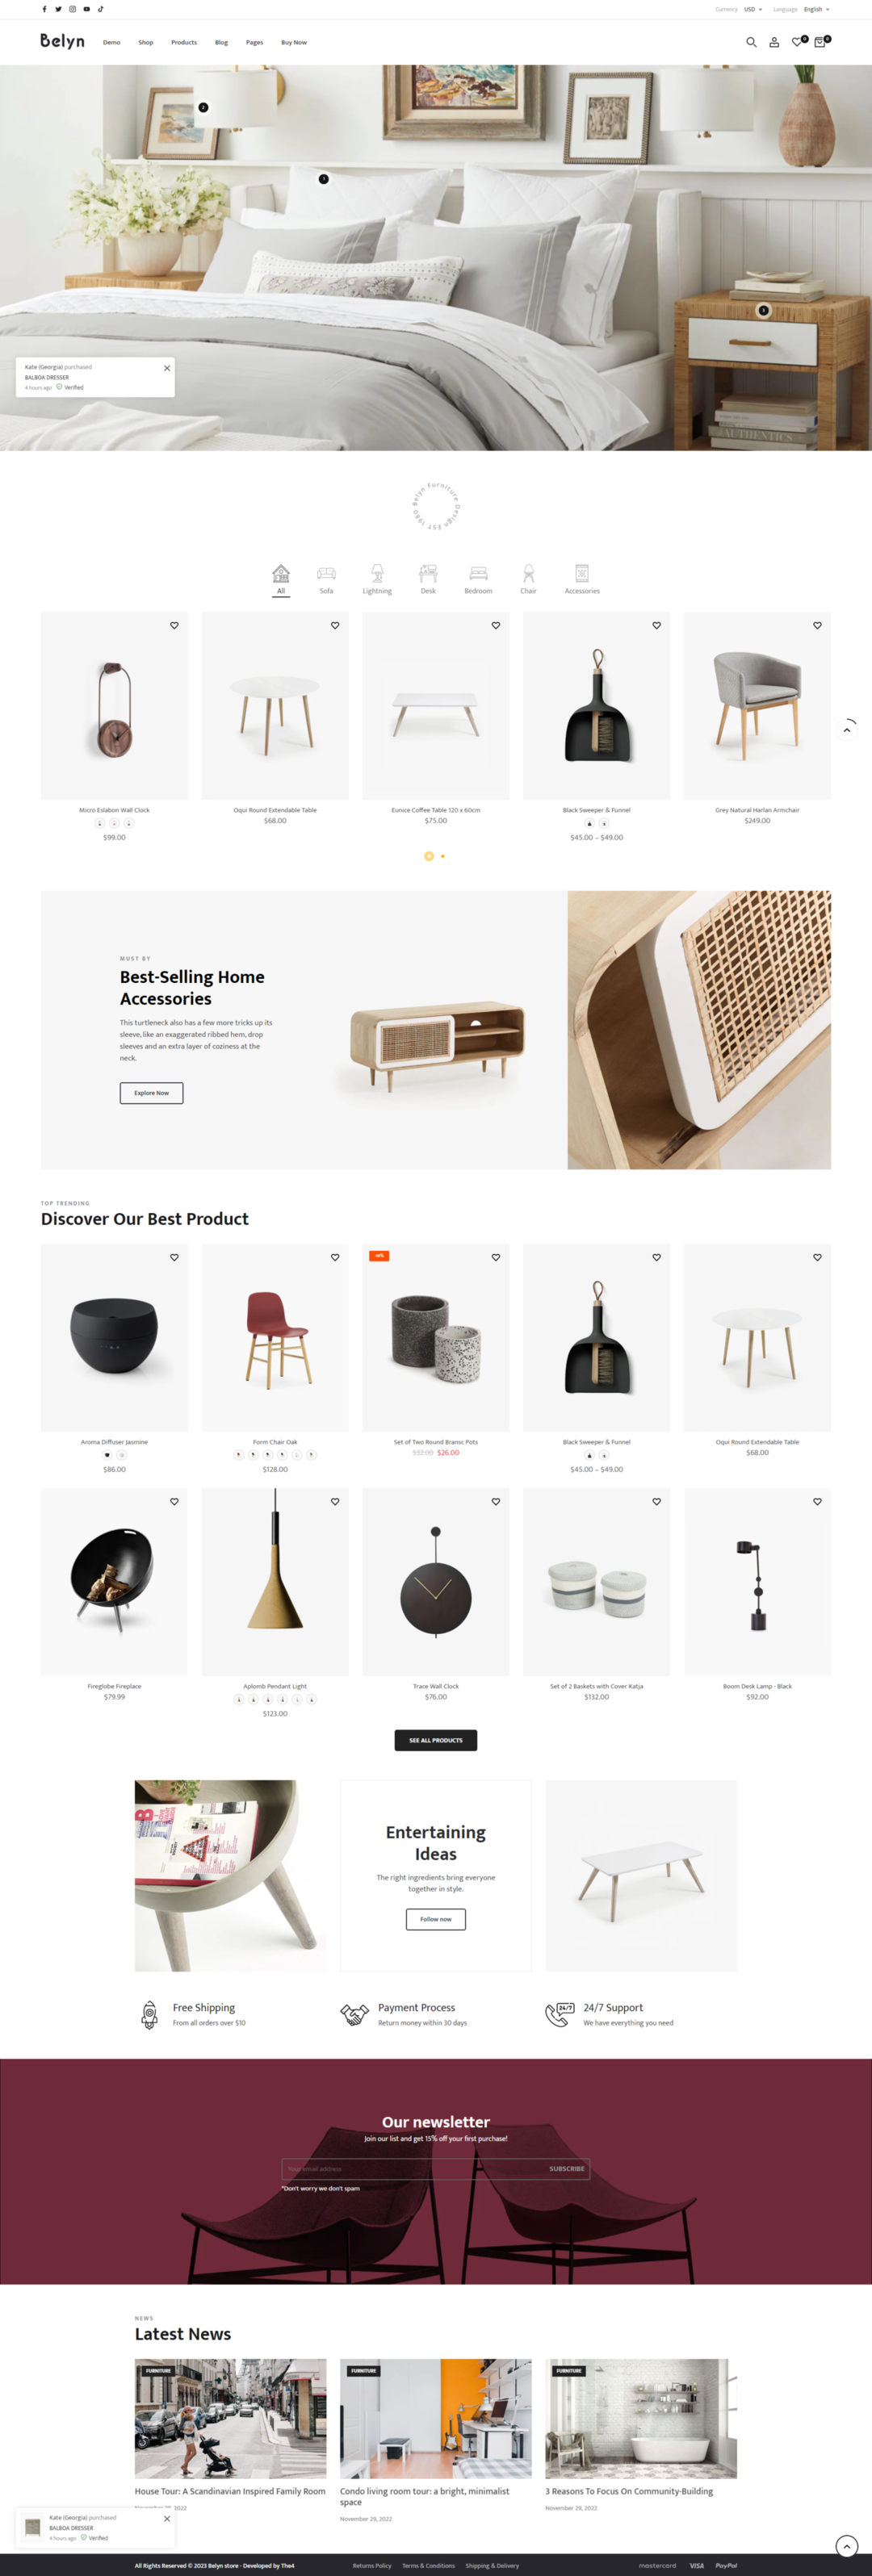 Currency USD Language English
Belyn Demo Shop Products Blog Pages Buy Now 0 0
2
1
3
Kate (Georgia) purchased
BALBOA DRESSER
4 hours ago Verified
AUTHENTICS
Belyn Furniture Design EST 1980
All Sofa Lightning Desk Bedroom Chair Accessories
Micro Eslabon Wall Clock
$99.00
Oqui Round Extendable Table
$68.00
Eunice Coffee Table 120 x 60cm
$75.00
Black Sweeper & Funnel
$45.00 – $49.00
Grey Natural Harlan Armchair
$249.00
MUST BY
Best-Selling Home
Accessories
This turtleneck also has a few more tricks up its
sleeve, like an exaggerated ribbed hem, drop
sleeves and an extra layer of coziness at the
neck.
Explore Now
TOP TRENDING
Discover Our Best Product
Aroma Diffuser Jasmine
$86.00
Form Chair Oak
$128.00
Set of Two Round Bransic Pots
$32.00 $26.00
Black Sweeper & Funnel
$45.00 – $49.00
Oqui Round Extendable Table
$68.00
Fireglobe Fireplace
$79.99
Aplomb Pendant Light
$123.00
Trace Wall Clock
$76.00
Set of 2 Baskets with Cover Katja
$132.00
Boom Desk Lamp - Black
$92.00
SEE ALL PRODUCTS
Entertaining
Ideas
The right ingredients bring everyone
together in style.
Follow now
Free Shipping
From all orders over $10
Payment Process
Return money within 30 days
24/7
24/7 Support
We have everything you need
Our newsletter
Join our list and get 15% off your first purchase!
Your email address SUBSCRIBE
*Don't worry we don't spam
NEWS
Latest News
FURNITURE
House Tour: A Scandinavian Inspired Family Room
2022
FURNITURE
Condo living room tour: a bright, minimalist
space
November 29, 2022
FURNITURE
3 Reasons To Focus On Community-Building
November 29, 2022
Kate (Georgia) purchased
BALBOA DRESSER
4 hours ago Verified
All Rights Reserved © 2023 Belyn store - Developed by The4
Returns Policy Terms & Conditions Shipping & Delivery
mastercard VISA PayPal